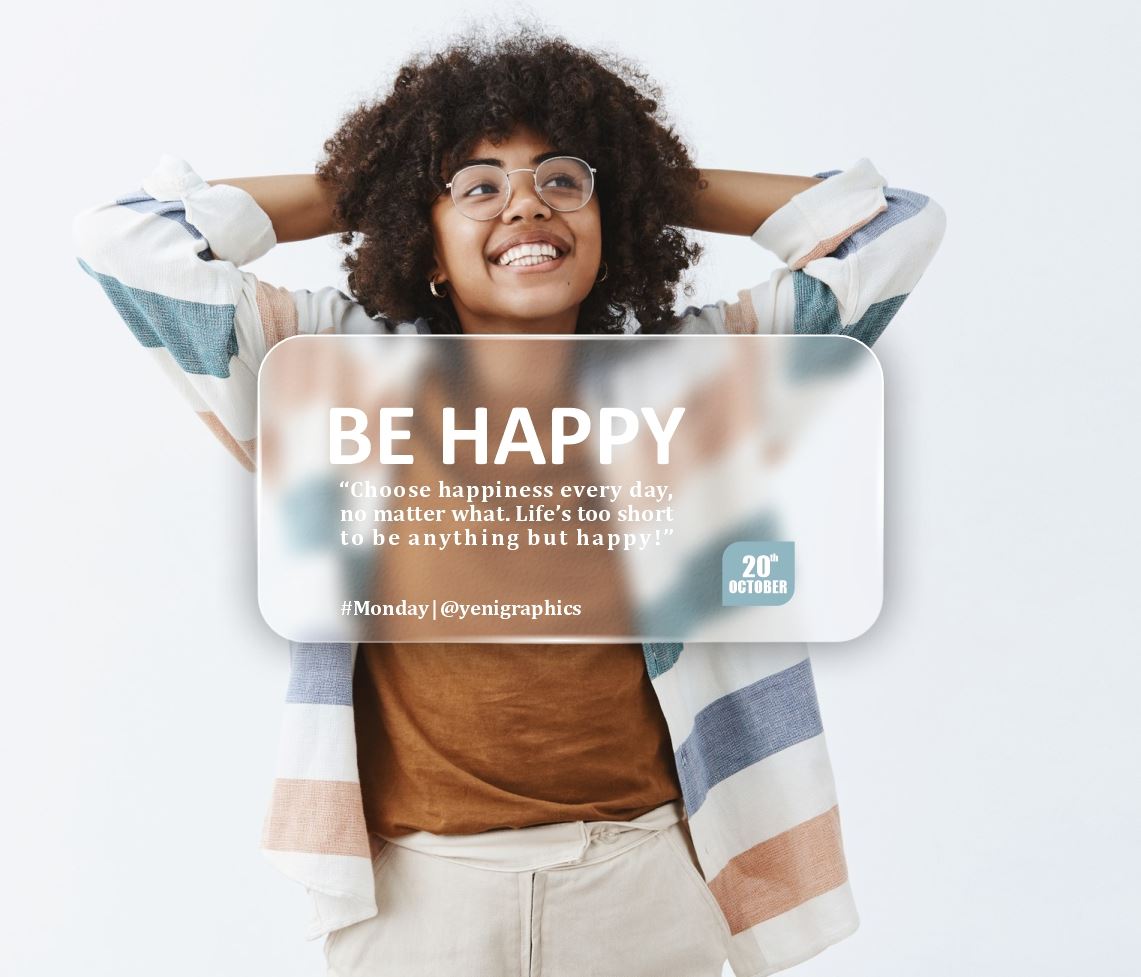 BE HAPPY
“Choose happiness every day,
no matter what. Life’s too short
to be anything but happy!”
20th
OCTOBER
#Monday|@yenigraphics